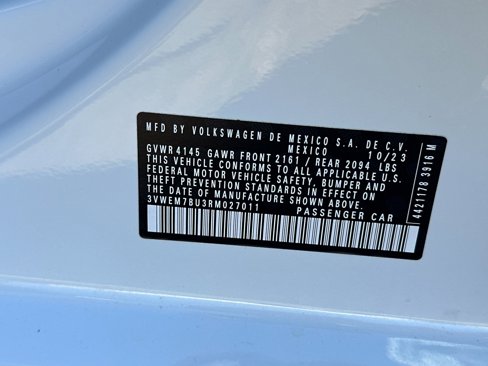 MFD BY VOLKSWAGEN DE MEXICO S.A. DE C.V.
MEXICO 10/23
GVWR 4145 GAWR FRONT 2161 / REAR 2094 LBS
THIS VEHICLE CONFORMS TO ALL APPLICABLE U.S.
FEDERAL MOTOR VEHICLE SAFETY, BUMPER AND
THEFT PREVENTION STANDARDS IN EFFECT ON
THE DATE OF MANUFACTURE SHOWN ABOVE.
3VWEM7BU3RM027011 PASSENGER CAR
4421178 3916 M